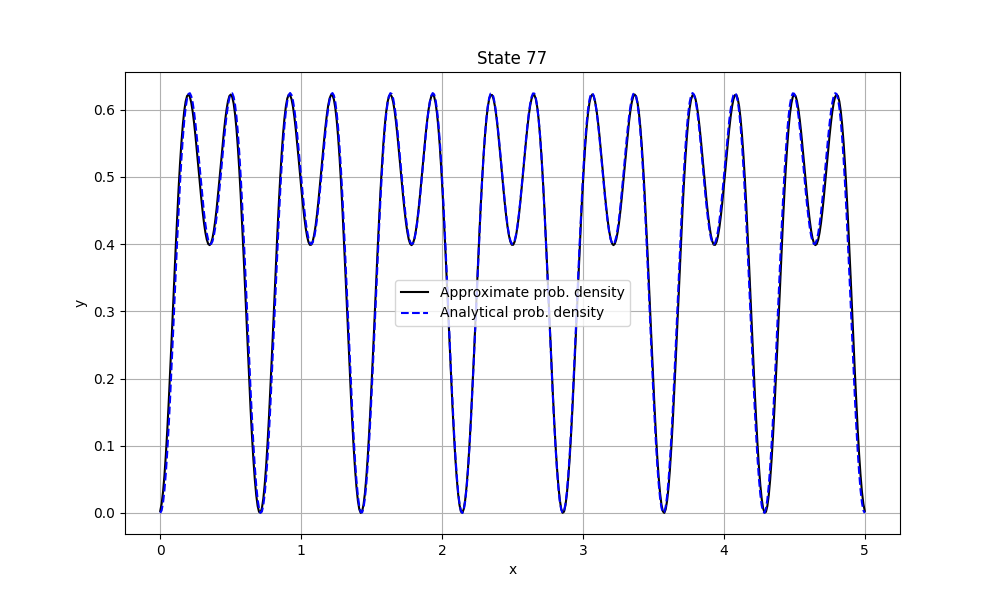 State 77
0.6
0.5
0.4
0.3
0.2
0.1
0.0
y
Approximate prob. density
Analytical prob. density
0 1 2 3 4 5
x